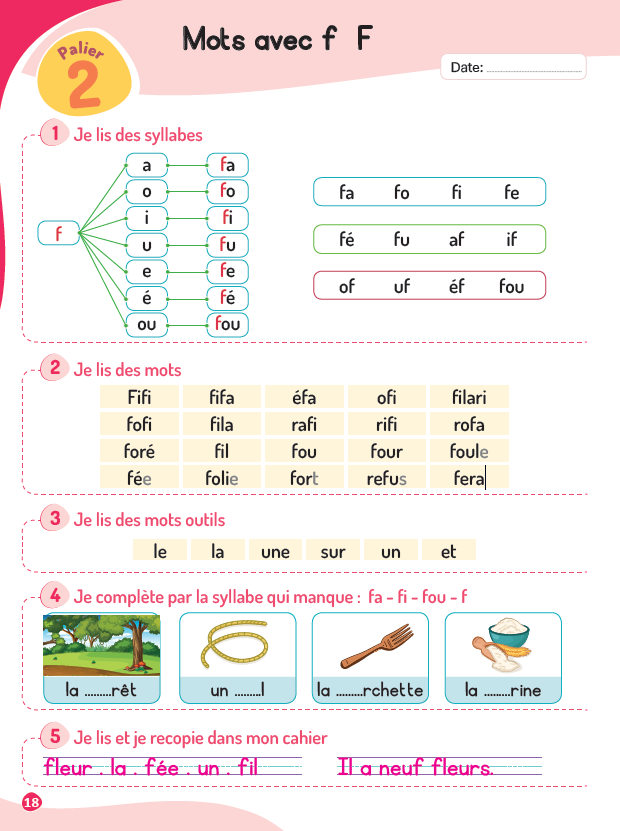 Mots avec f F
Palier
2
Date: ............................
1 Je lis des syllabes
f
a fa
o fo
i fi
u fu
e fe
é fé
ou fou
fa fo fi fe
fé fu af if
of uf éf fou
2 Je lis des mots
Fifi fifa éfa ofi filari
fofi fila rafi rifi rofa
foré fil fou four foule
fée folie fort refus fera
3 Je lis des mots outils
le la une sur un et
4 Je complète par la syllabe qui manque : fa - fi - fou - f
la .........rêt
un .........l
la .........rchette
la .........rine
5 Je lis et je recopie dans mon cahier
fleur . la . fée . un . fil
Il a neuf fleurs.
18